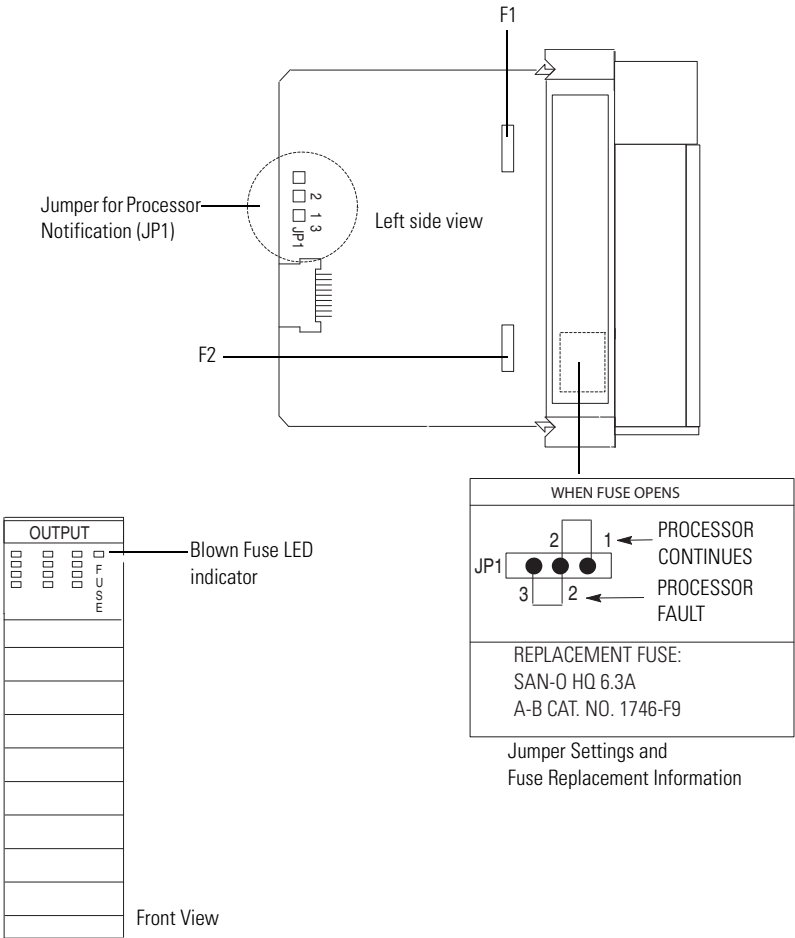 F1
2
1
3
JP1
Jumper for Processor
Notification (JP1)
Left side view
F2
WHEN FUSE OPENS
2
1
PROCESSOR
CONTINUES
JP1
3
2
PROCESSOR
FAULT
REPLACEMENT FUSE:
SAN-O HQ 6.3A
A-B CAT. NO. 1746-F9
Jumper Settings and
Fuse Replacement Information
OUTPUT
FUSE
Blown Fuse LED
indicator
Front View